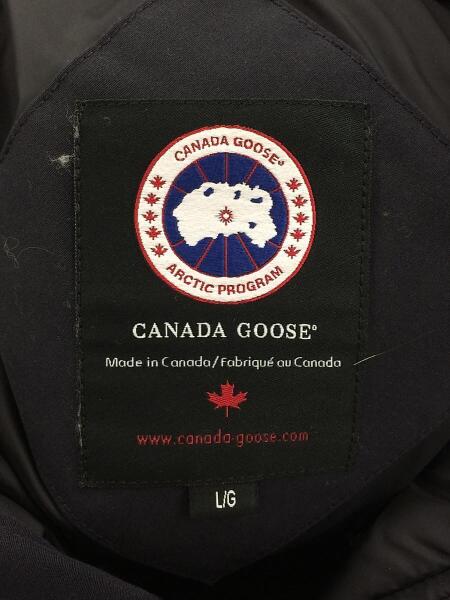 CANADA GOOSE®
ARCTIC PROGRAM
CANADA GOOSE®
Made in Canada/Fabriqué au Canada
www.canada-goose.com
L/G